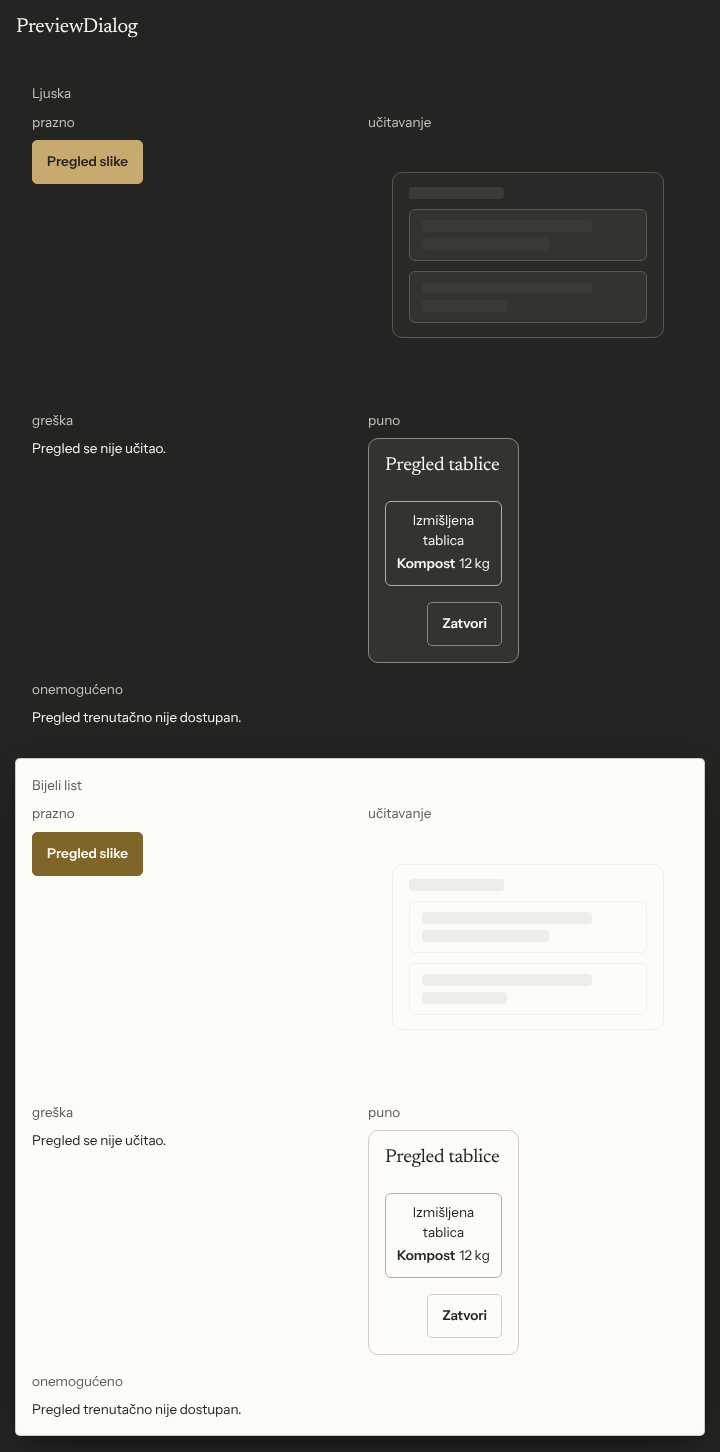 PreviewDialog
Ljuska
prazno
Pregled slike
učitavanje
greška
Pregled se nije učitao.
puno
Pregled tablice
Izmišljena
tablica
Kompost 12 kg
Zatvori
onemogućeno
Pregled trenutačno nije dostupan.
Bijeli list
prazno
Pregled slike
učitavanje
greška
Pregled se nije učitao.
puno
Pregled tablice
Izmišljena
tablica
Kompost 12 kg
Zatvori
onemogućeno
Pregled trenutačno nije dostupan.